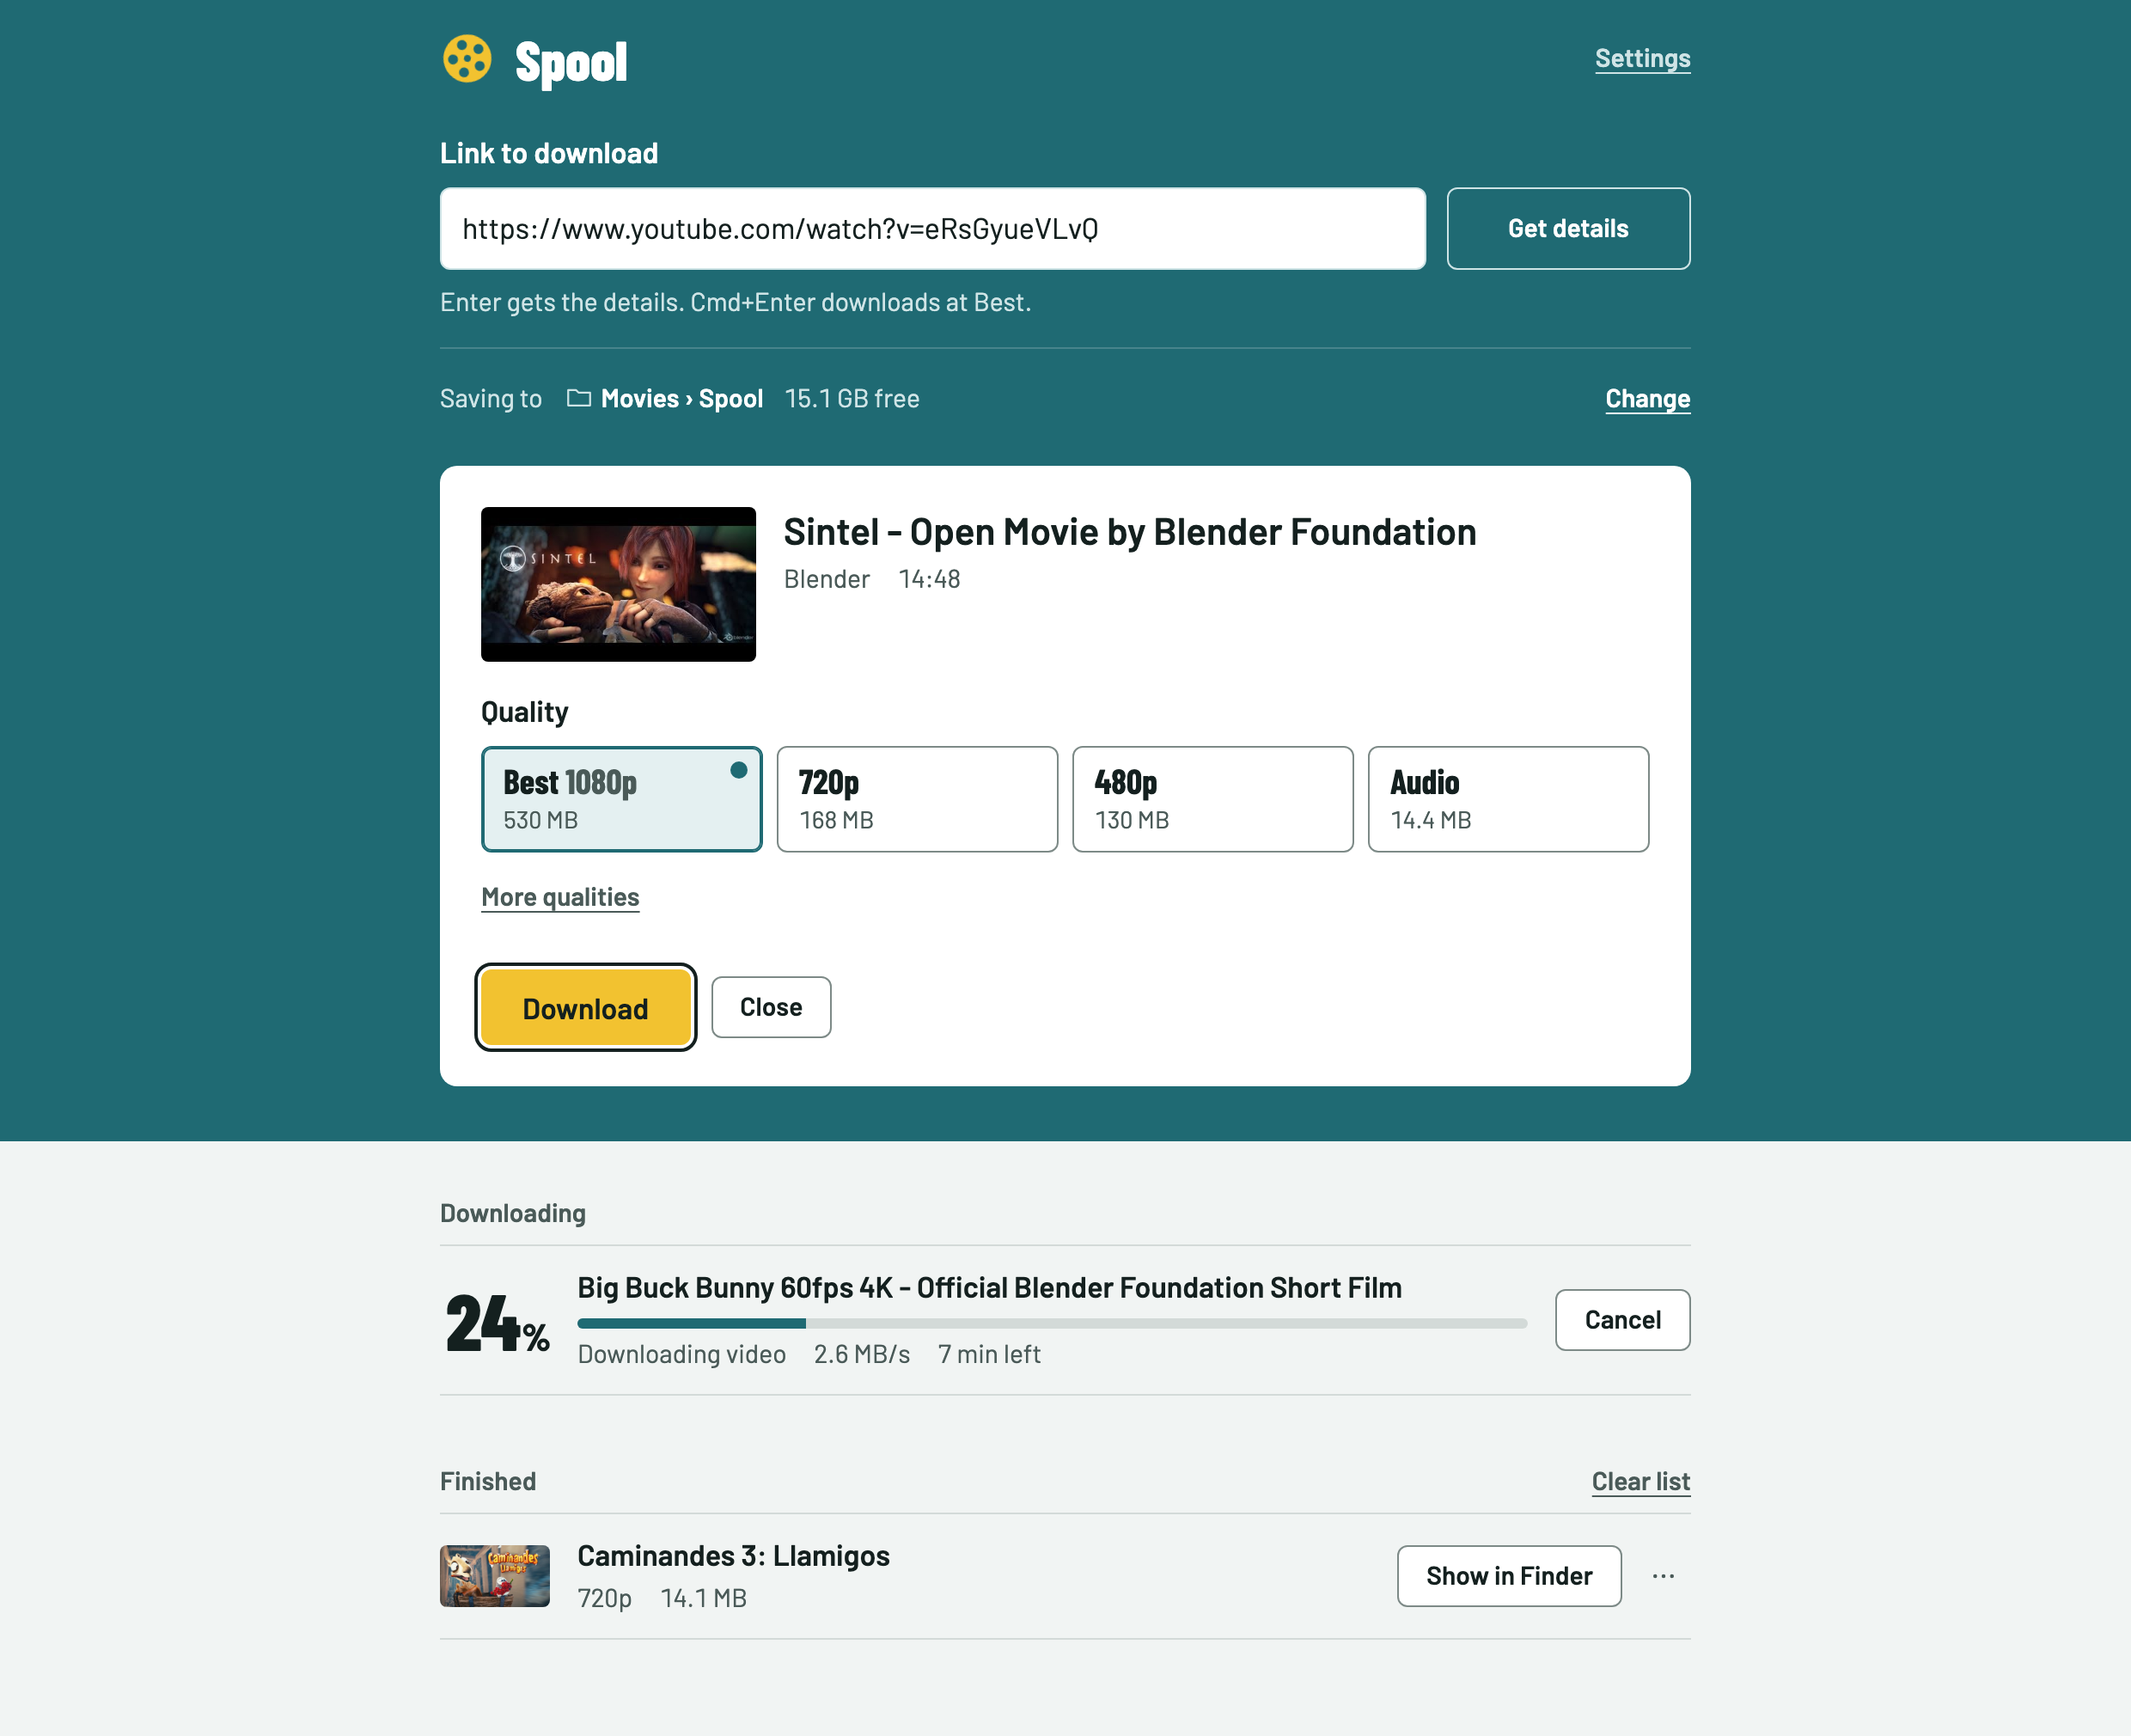 Spool
Settings
Link to download
https://www.youtube.com/watch?v=eRsGyueVLvQ
Get details
Enter gets the details. Cmd+Enter downloads at Best.
Saving to Movies › Spool 15.1 GB free
Change
SINTEL
Sintel - Open Movie by Blender Foundation
Blender 14:48
Quality
Best 1080p
530 MB
720p
168 MB
480p
130 MB
Audio
14.4 MB
More qualities
Download
Close
Downloading
24%
Big Buck Bunny 60fps 4K - Official Blender Foundation Short Film
Downloading video 2.6 MB/s 7 min left
Cancel
Finished
Clear list
Caminandes
Llamigos
Caminandes 3: Llamigos
720p 14.1 MB
Show in Finder
···